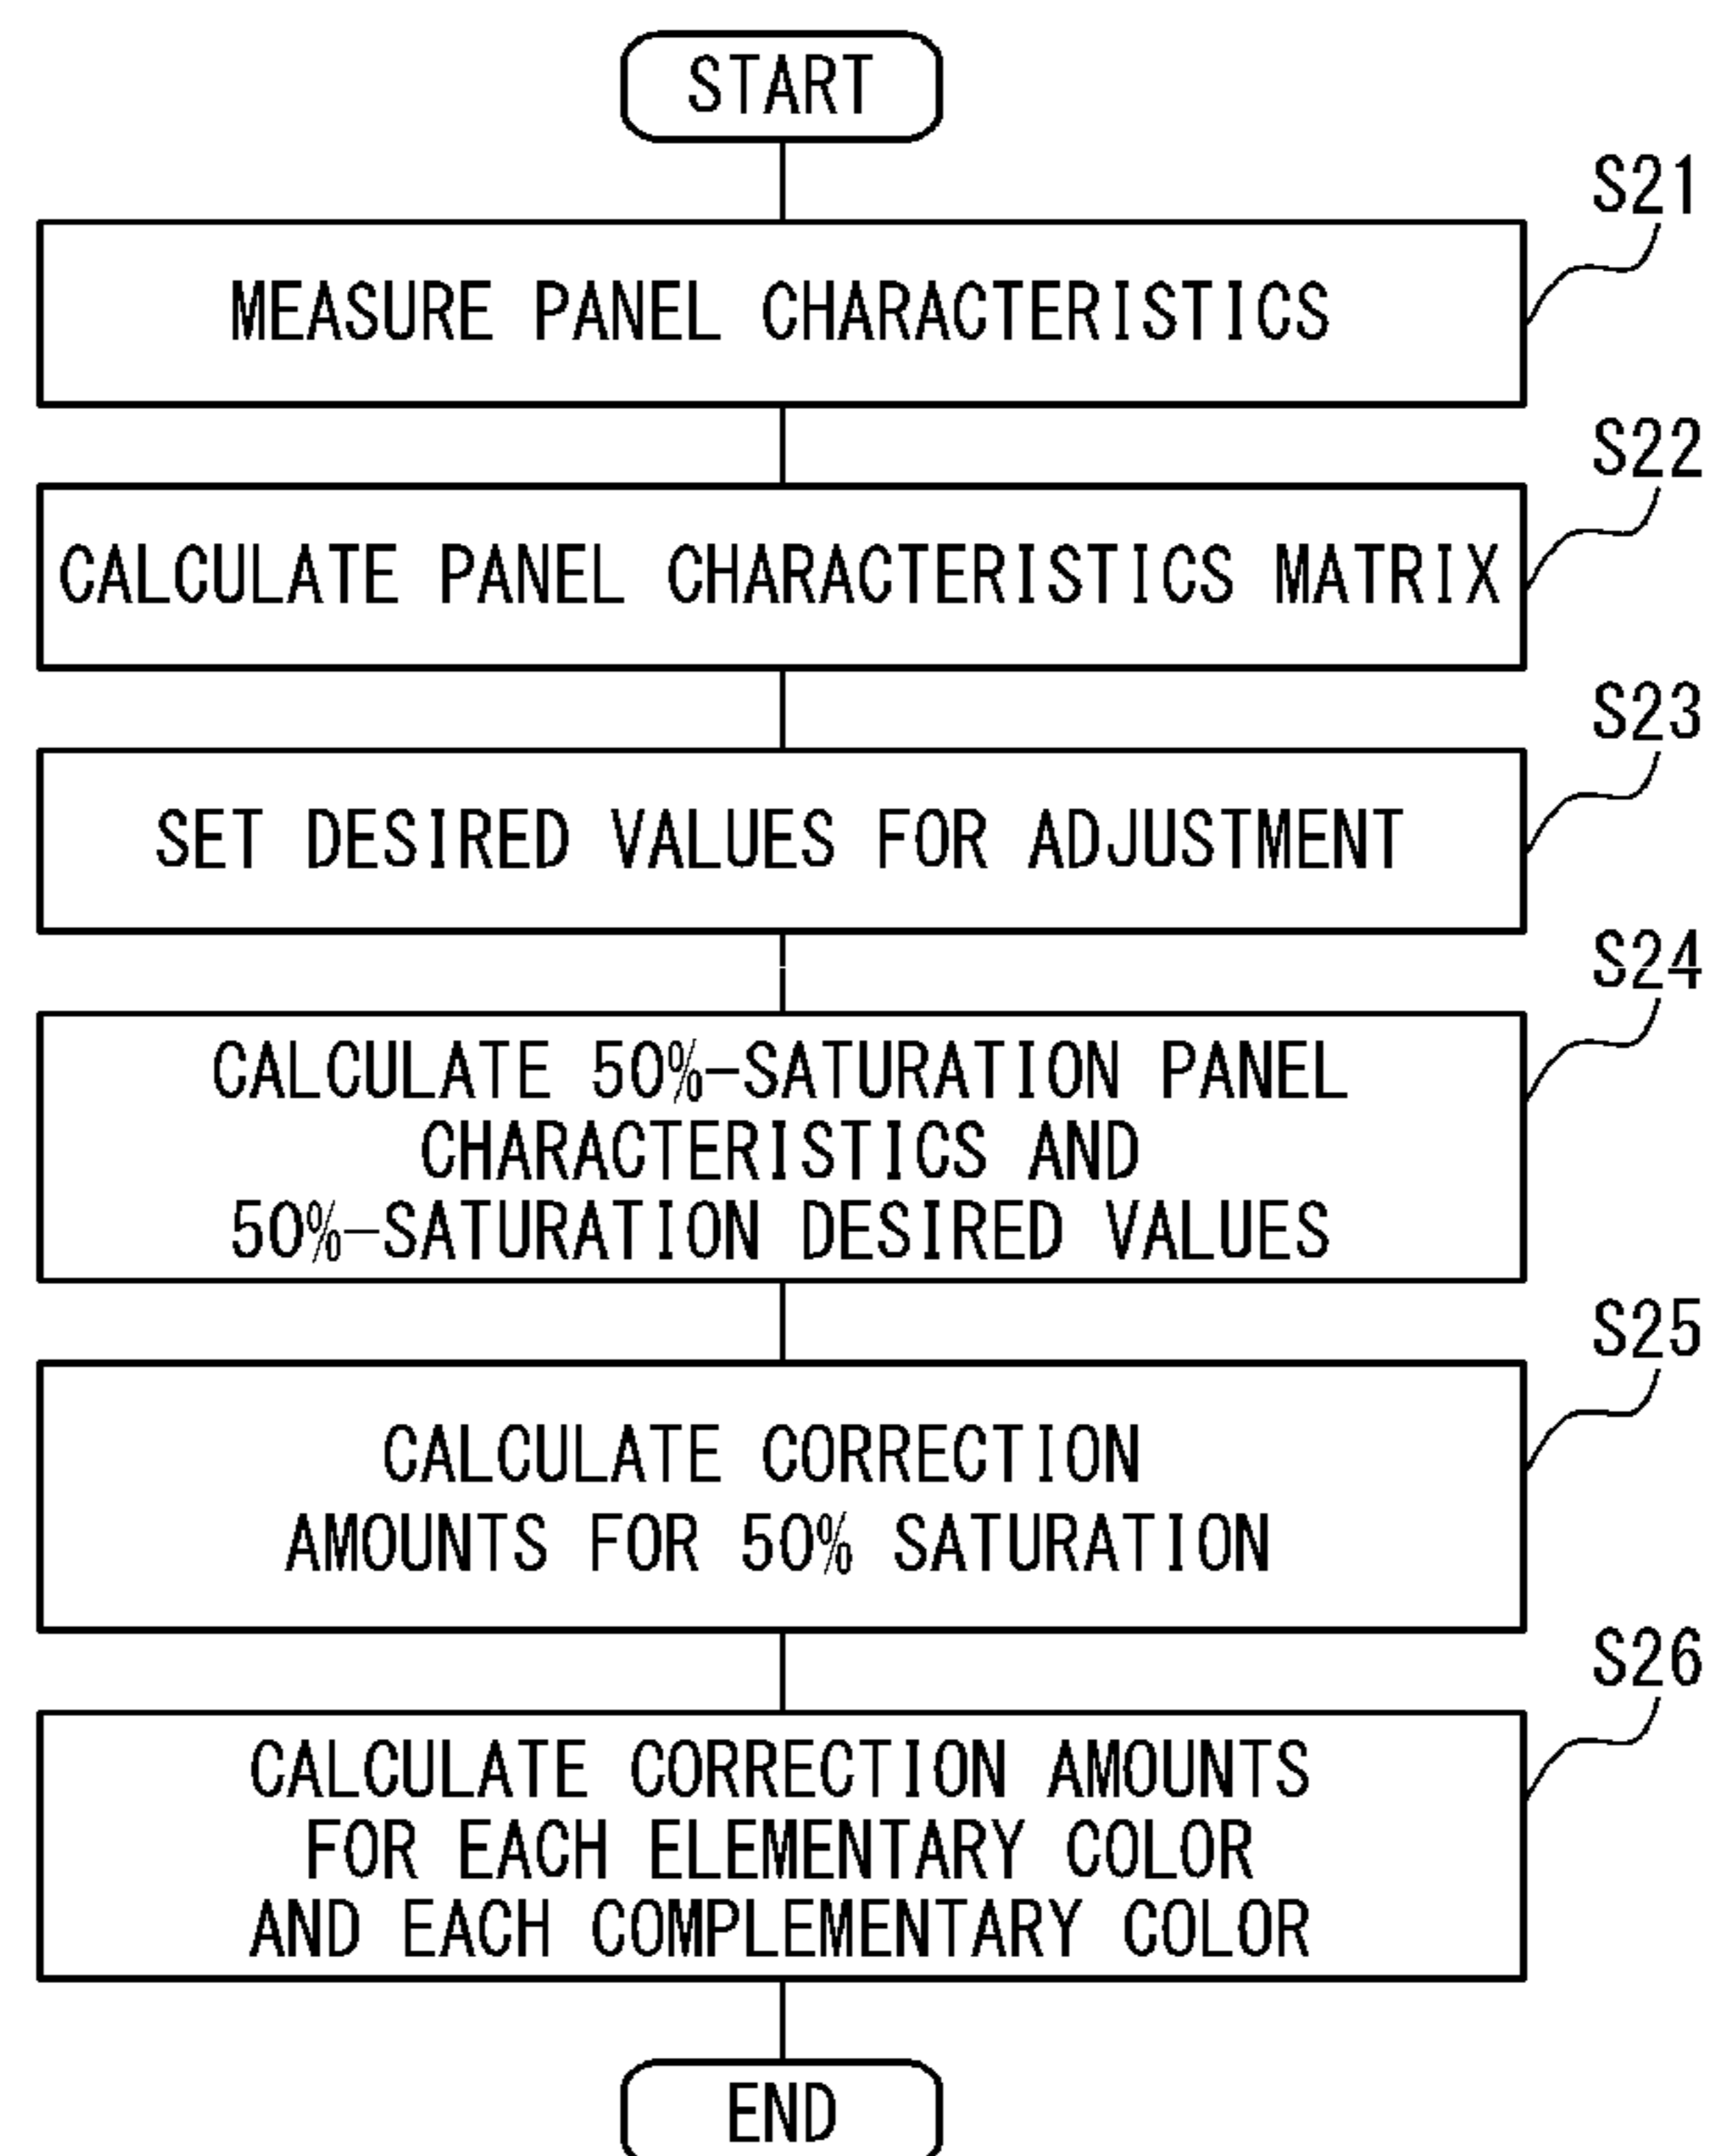 START
S21
MEASURE PANEL CHARACTERISTICS
S22
CALCULATE PANEL CHARACTERISTICS MATRIX
S23
SET DESIRED VALUES FOR ADJUSTMENT
S24
CALCULATE 50%-SATURATION PANEL
CHARACTERISTICS AND
50%-SATURATION DESIRED VALUES
S25
CALCULATE CORRECTION
AMOUNTS FOR 50% SATURATION
S26
CALCULATE CORRECTION AMOUNTS
FOR EACH ELEMENTARY COLOR
AND EACH COMPLEMENTARY COLOR
END